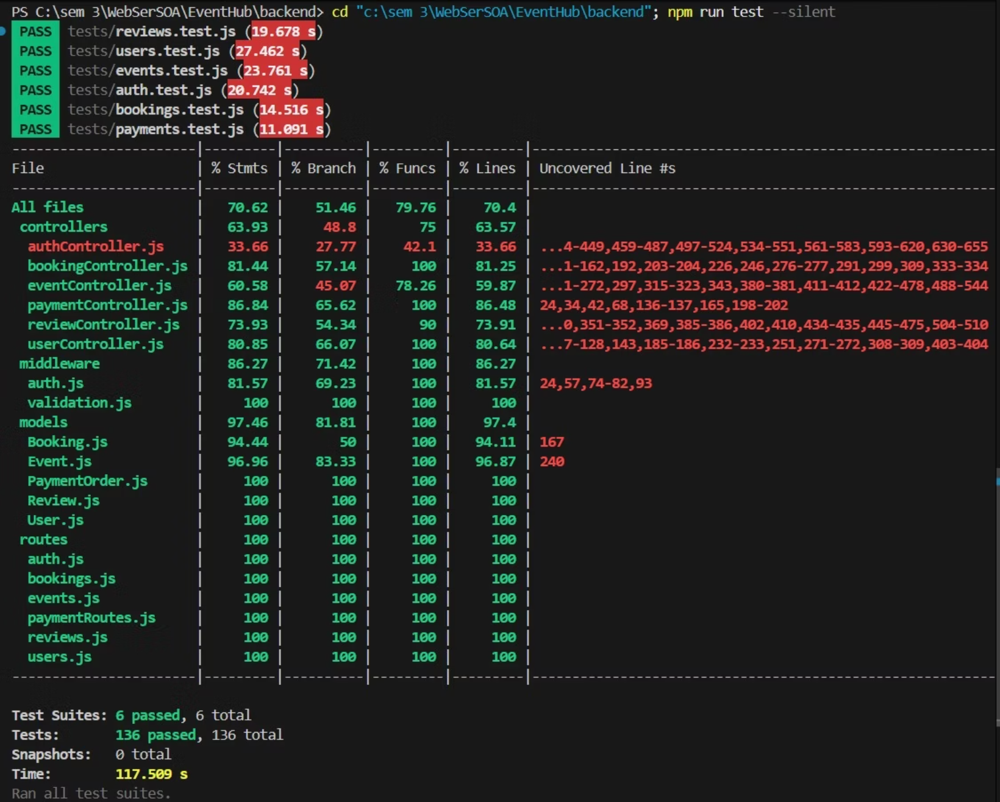 PS C:\sem 3\WebSerSOA\EventHub\backend> cd "c:\sem 3\WebSerSOA\EventHub\backend"; npm run test --silent
PASS tests/reviews.test.js (19.678 s)
PASS tests/users.test.js (27.462 s)
PASS tests/events.test.js (23.761 s)
PASS tests/auth.test.js (20.742 s)
PASS tests/bookings.test.js (14.516 s)
PASS tests/payments.test.js (11.091 s)
----------------------|---------|----------|---------|---------|----------------------------------------------------------
File                  | % Stmts | % Branch | % Funcs | % Lines | Uncovered Line #s
----------------------|---------|----------|---------|---------|----------------------------------------------------------
All files             |   70.62 |    51.46 |   79.76 |    70.4 |
 controllers          |   63.93 |     48.8 |      75 |   63.57 |
  authController.js   |   33.66 |    27.77 |    42.1 |   33.66 | ...4-449,459-487,497-524,534-551,561-583,593-620,630-655
  bookingController.js |   81.44 |    57.14 |     100 |   81.25 | ...1-162,192,203-204,226,246,276-277,291,299,309,333-334
  eventController.js  |   60.58 |    45.07 |   78.26 |   59.87 | ...1-272,297,315-323,343,380-381,411-412,422-478,488-544
  paymentController.js |   86.84 |    65.62 |     100 |   86.48 | 24,34,42,68,136-137,165,198-202
  reviewController.js |   73.93 |    54.34 |      90 |   73.91 | ...0,351-352,369,385-386,402,410,434-435,445-475,504-510
  userController.js   |   80.85 |    66.07 |     100 |   80.64 | ...7-128,143,185-186,232-233,251,271-272,308-309,403-404
 middleware           |   86.27 |    71.42 |     100 |   86.27 |
  auth.js             |   81.57 |    69.23 |     100 |   81.57 | 24,57,74-82,93
  validation.js       |     100 |      100 |     100 |     100 |
 models               |   97.46 |    81.81 |     100 |    97.4 |
  Booking.js          |   94.44 |       50 |     100 |   94.11 | 167
  Event.js            |   96.96 |    83.33 |     100 |   96.87 | 240
  PaymentOrder.js     |     100 |      100 |     100 |     100 |
  Review.js           |     100 |      100 |     100 |     100 |
  User.js             |     100 |      100 |     100 |     100 |
 routes               |     100 |      100 |     100 |     100 |
  auth.js             |     100 |      100 |     100 |     100 |
  bookings.js         |     100 |      100 |     100 |     100 |
  events.js           |     100 |      100 |     100 |     100 |
  paymentRoutes.js    |     100 |      100 |     100 |     100 |
  reviews.js          |     100 |      100 |     100 |     100 |
  users.js            |     100 |      100 |     100 |     100 |
----------------------|---------|----------|---------|---------|----------------------------------------------------------
Test Suites: 6 passed, 6 total
Tests:       136 passed, 136 total
Snapshots:   0 total
Time:        117.509 s
Ran all test suites.